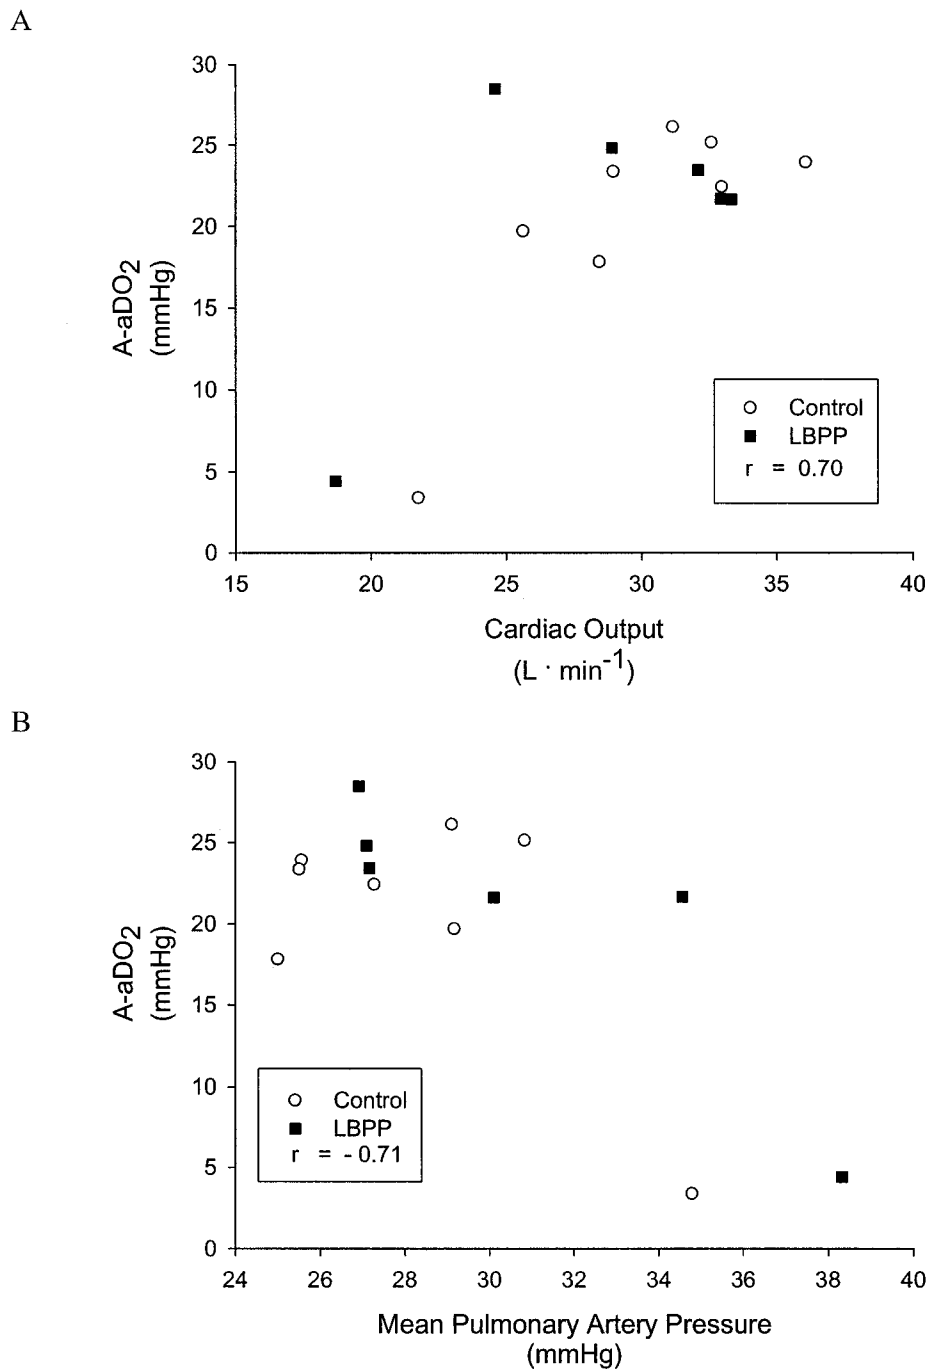 A
30
25
20
15
10
5
0
A-aDO2
(mmHg)
Control
LBPP
r = 0.70
15 20 25 30 35 40
Cardiac Output
(L · min-1)
B
30
25
20
15
10
5
0
A-aDO2
(mmHg)
Control
LBPP
r = - 0.71
24 26 28 30 32 34 36 38 40
Mean Pulmonary Artery Pressure
(mmHg)